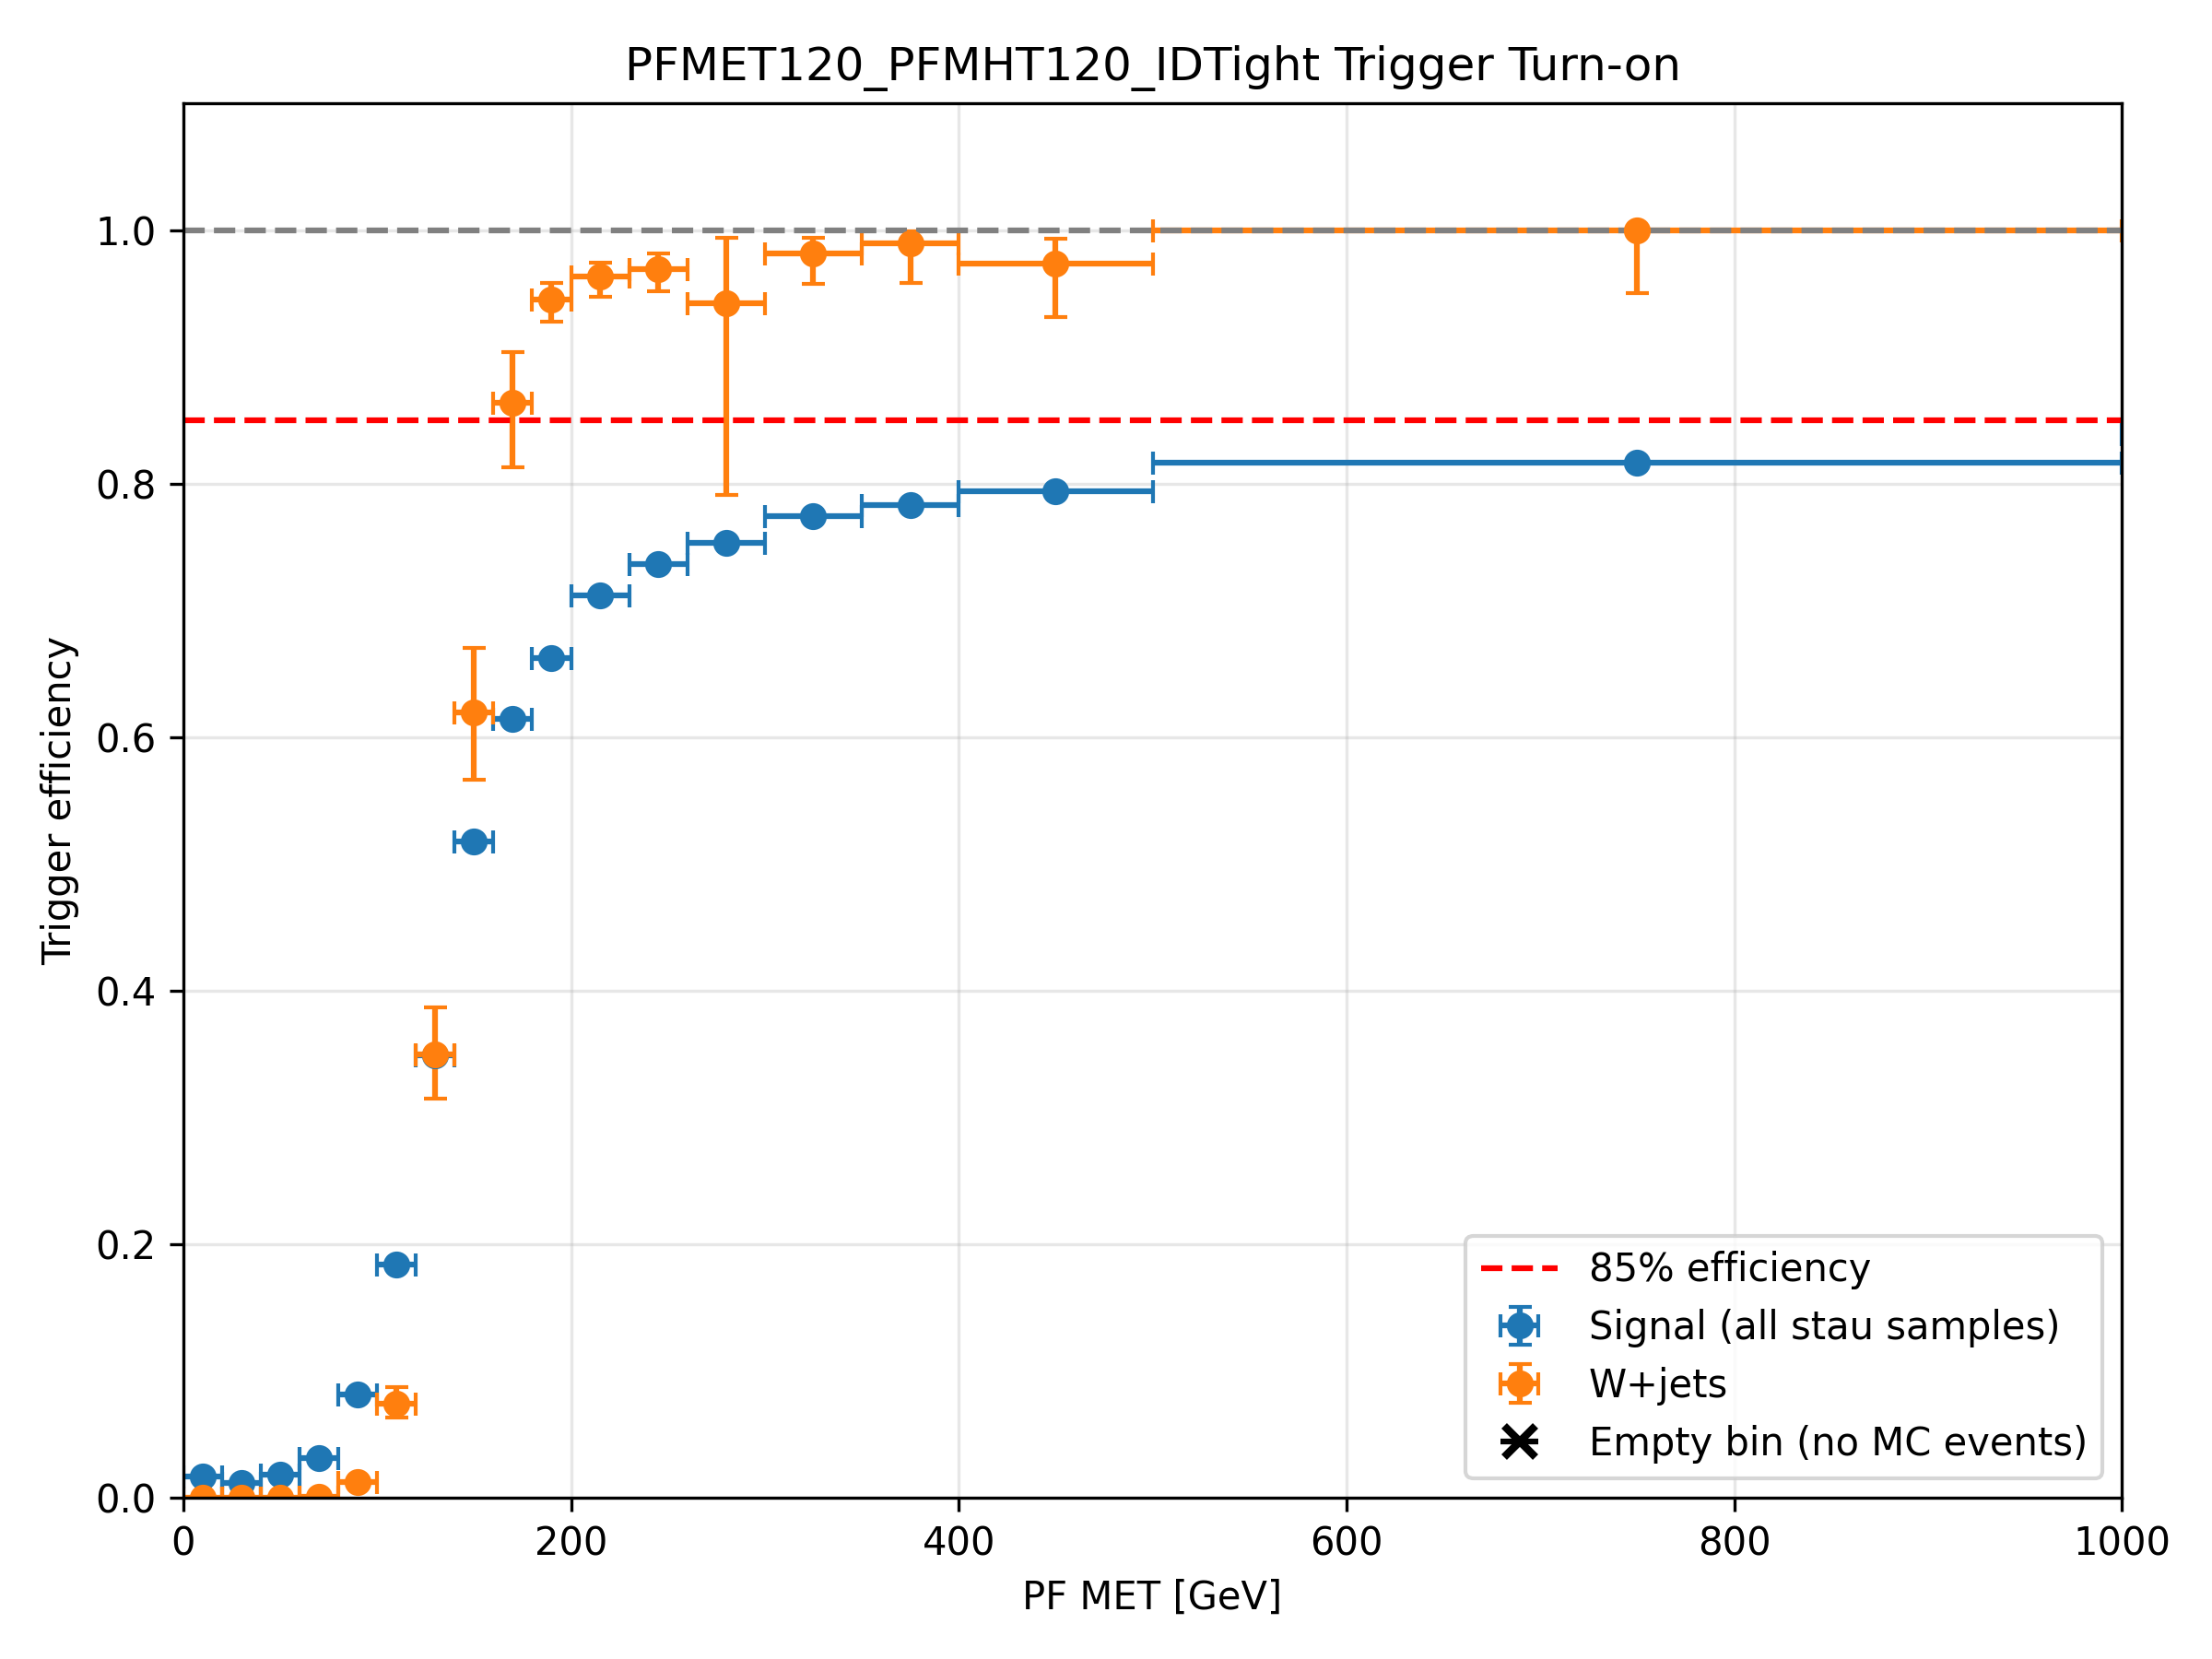 PFMET120_PFMHT120_IDTight Trigger Turn-on
Trigger efficiency
1.0
0.8
0.6
0.4
0.2
0.0
0
200
400
600
800
1000
PF MET [GeV]
85% efficiency
Signal (all stau samples)
W+jets
Empty bin (no MC events)